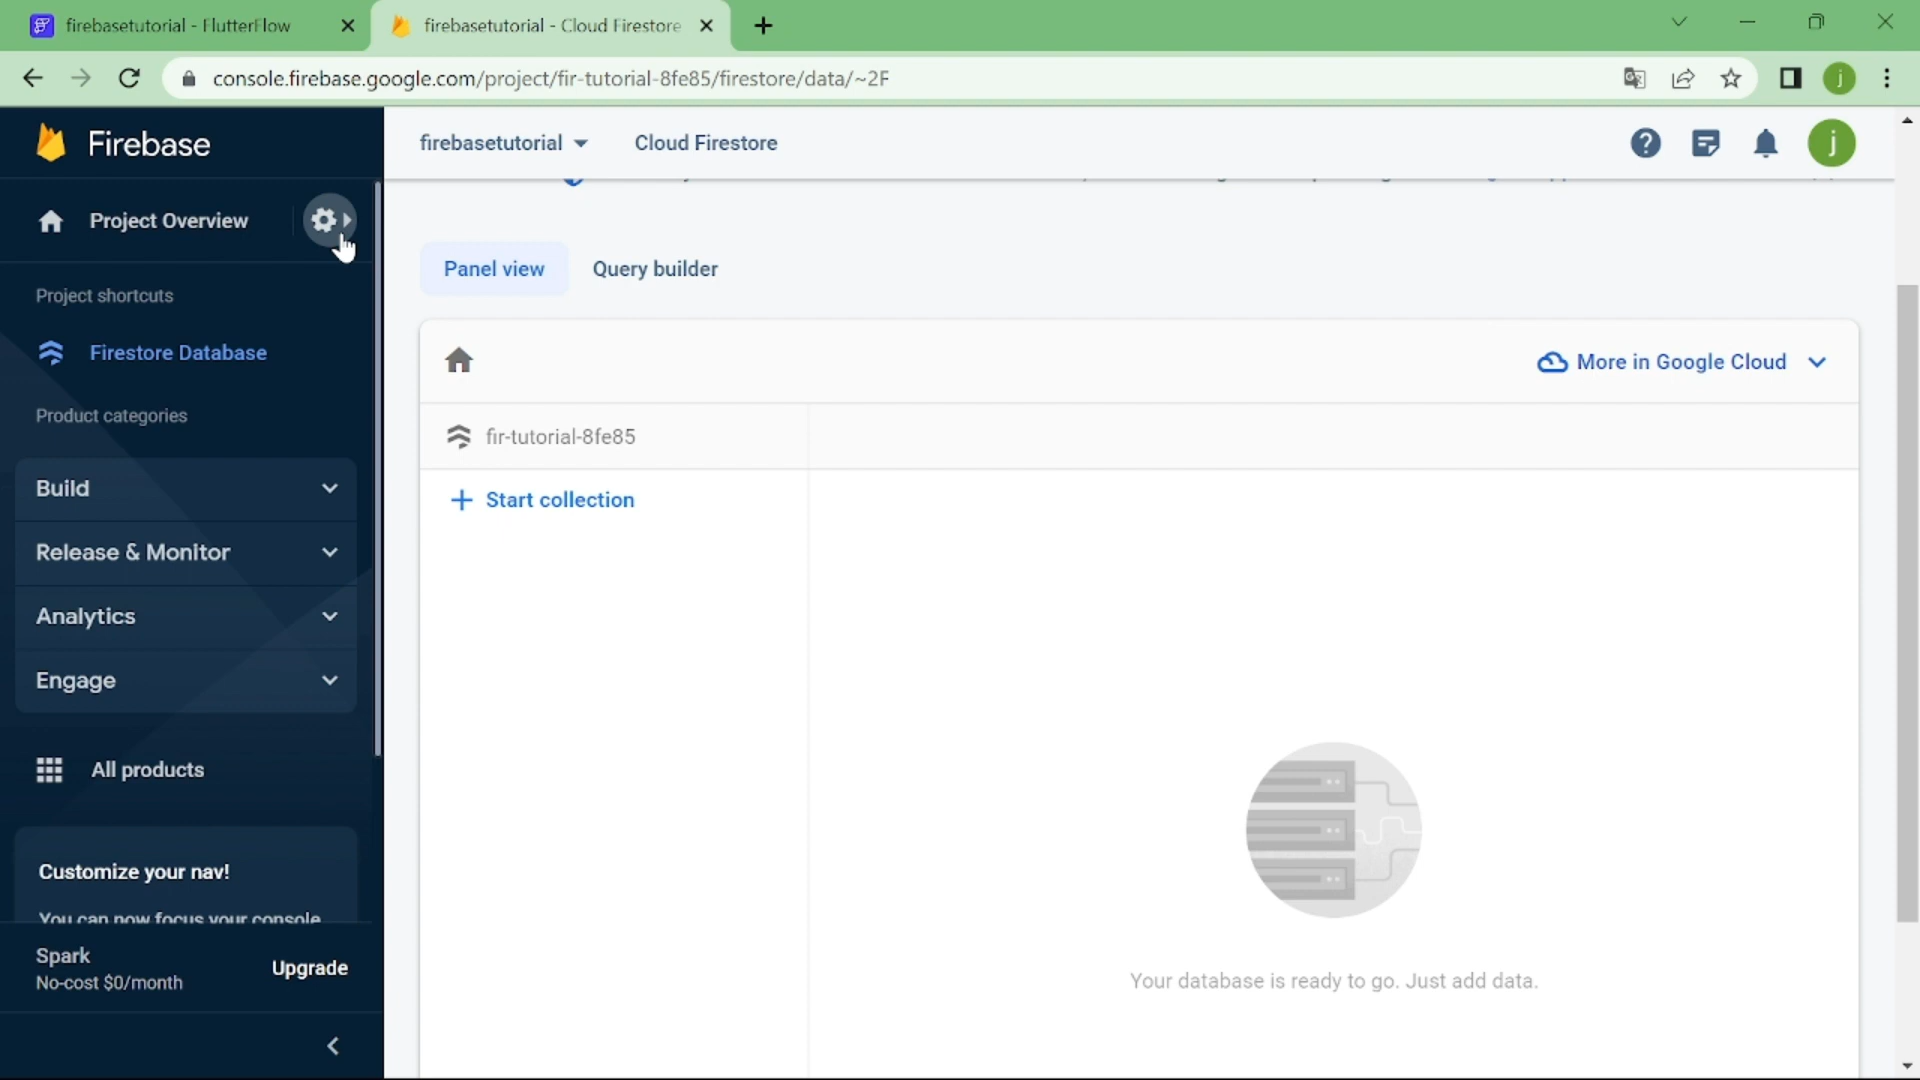 firebasetutorial - FlutterFlow
firebasetutorial - Cloud Firestore
console.firebase.google.com/project/fir-tutorial-8fe85/firestore/data/~2F
j
Firebase
firebasetutorial
Cloud Firestore
j
Project Overview
Project shortcuts
Firestore Database
Product categories
Build
Release & Monitor
Analytics
Engage
All products
Customize your nav!
You can now focus your console
Spark
No-cost $0/month
Upgrade
Panel view
Query builder
More in Google Cloud
fir-tutorial-8fe85
Start collection
Your database is ready to go. Just add data.